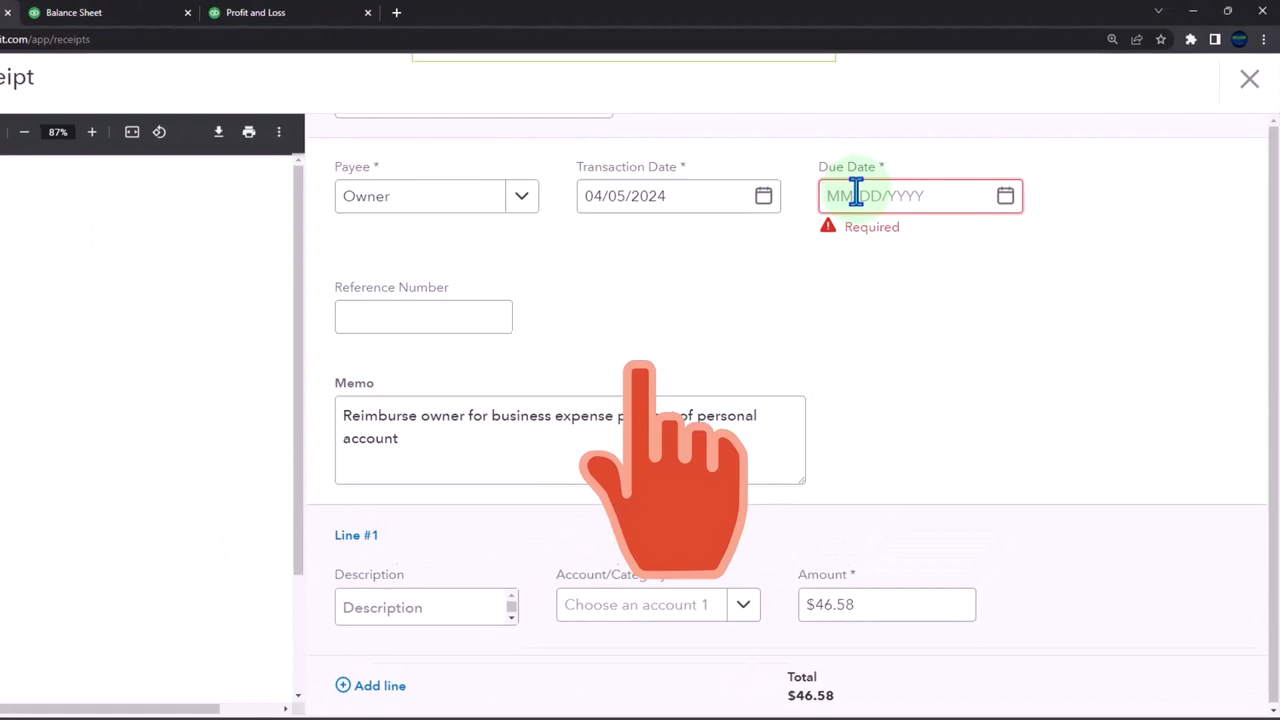 Balance Sheet
Profit and Loss
it.com/app/receipts
eipt
87%
Payee *
Transaction Date *
Due Date *
Owner
04/05/2024
MM/DD/YYYY
Required
Reference Number
Memo
Reimburse owner for business expense of personal
account
Line #1
Description
Amount *
Description
Choose an account 1
$46.58
Add line
Total
$46.58